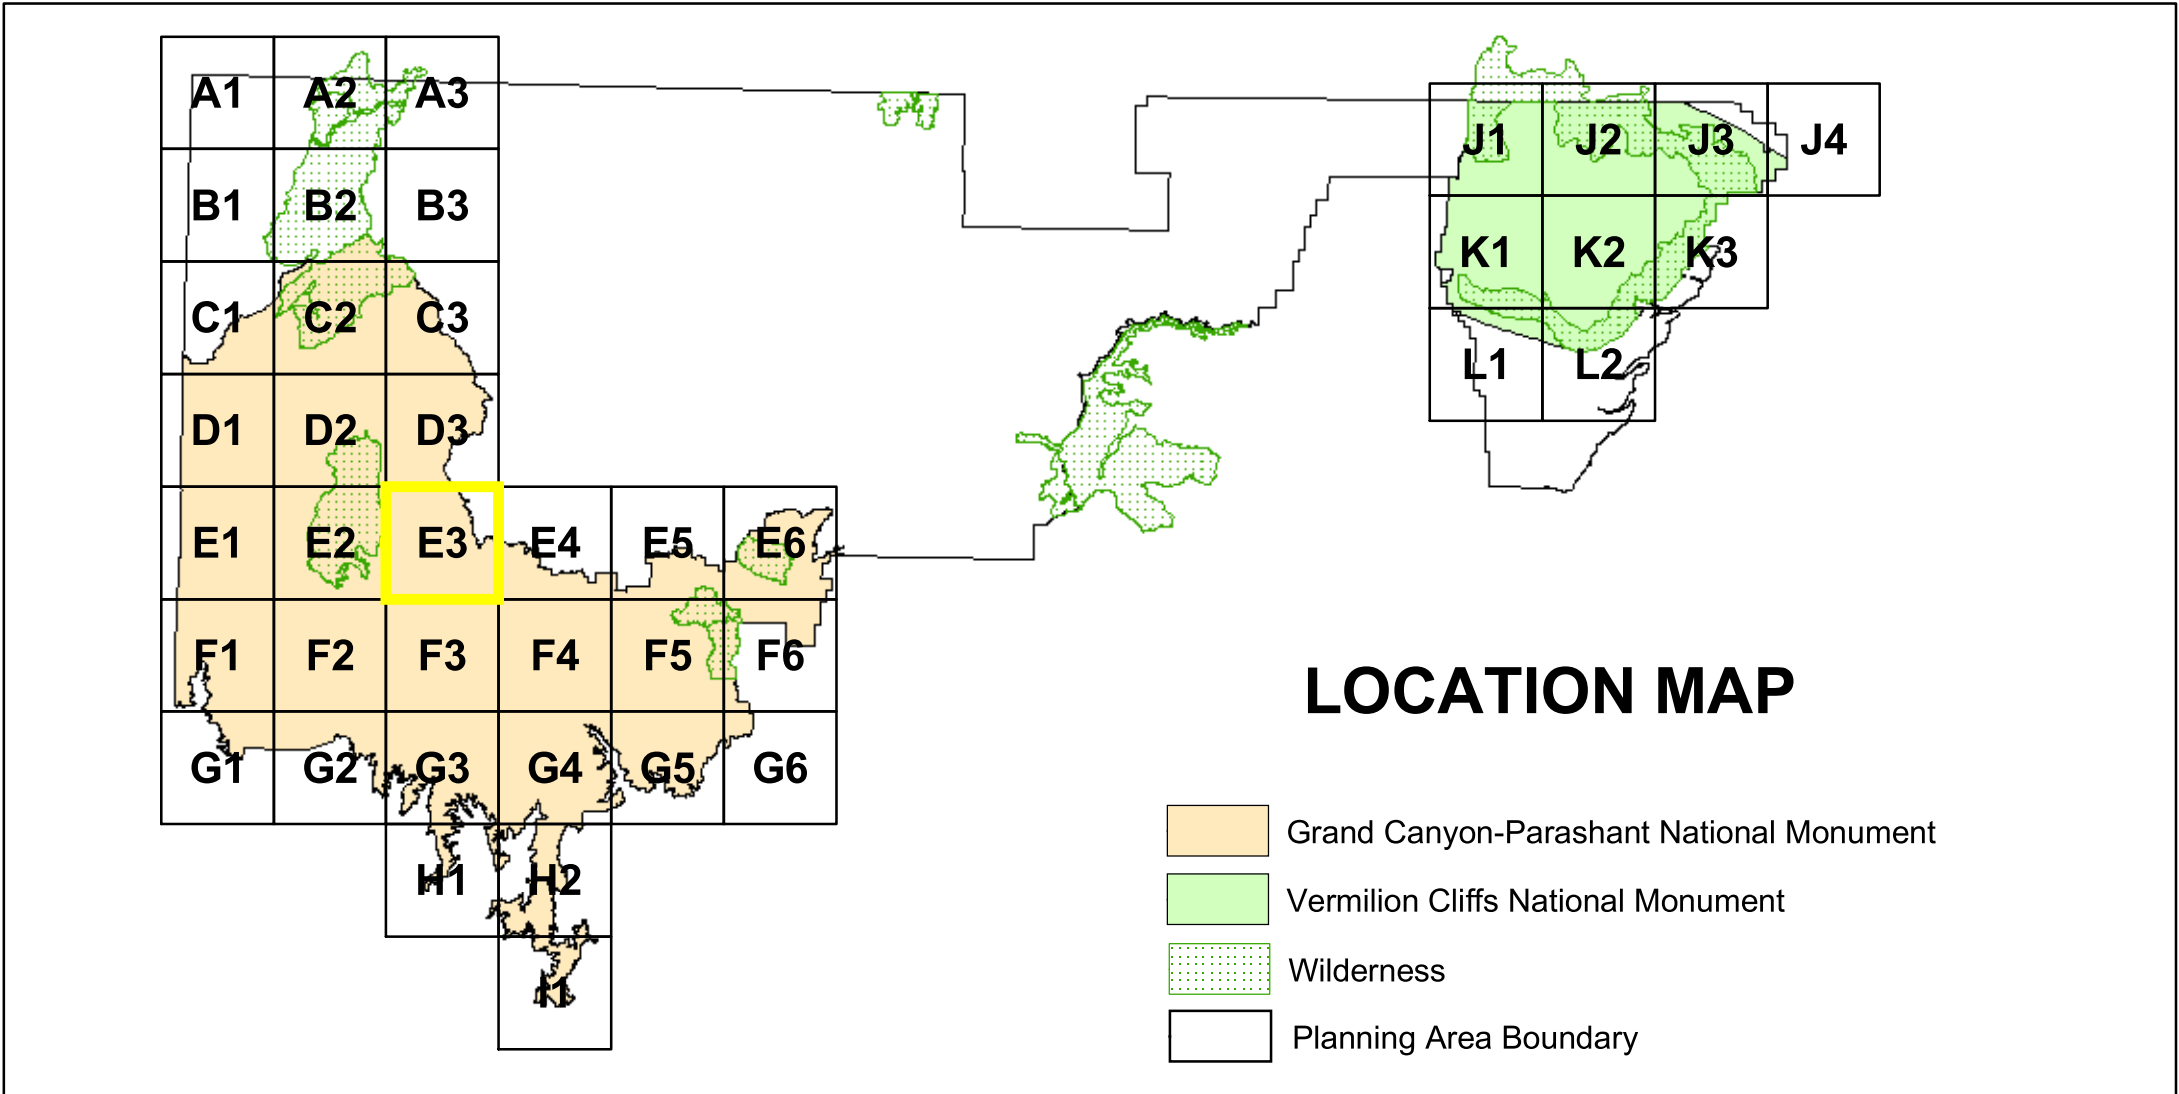 A1 A2 A3
J1 J2 J3 J4
B1 B2 B3
K1 K2 K3
C1 C2 C3
L1 L2
D1 D2 D3
E1 E2 E3 E4 E5 E6
F1 F2 F3 F4 F5 F6
LOCATION MAP
G1 G2 G3 G4 G5 G6
Grand Canyon-Parashant National Monument
H1 H2
Vermilion Cliffs National Monument
Wilderness
I1
Planning Area Boundary